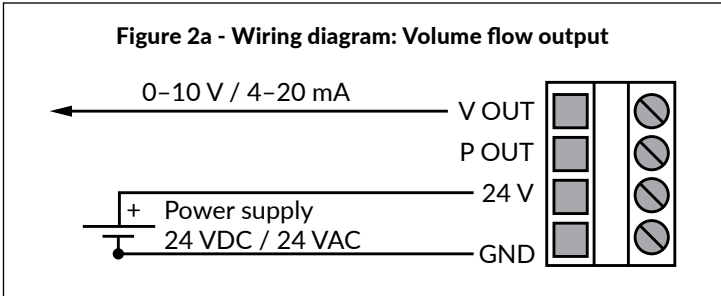 Figure 2a - Wiring diagram: Volume flow output
0–10 V / 4–20 mA
V OUT
P OUT
24 V
+ Power supply
24 VDC / 24 VAC
GND